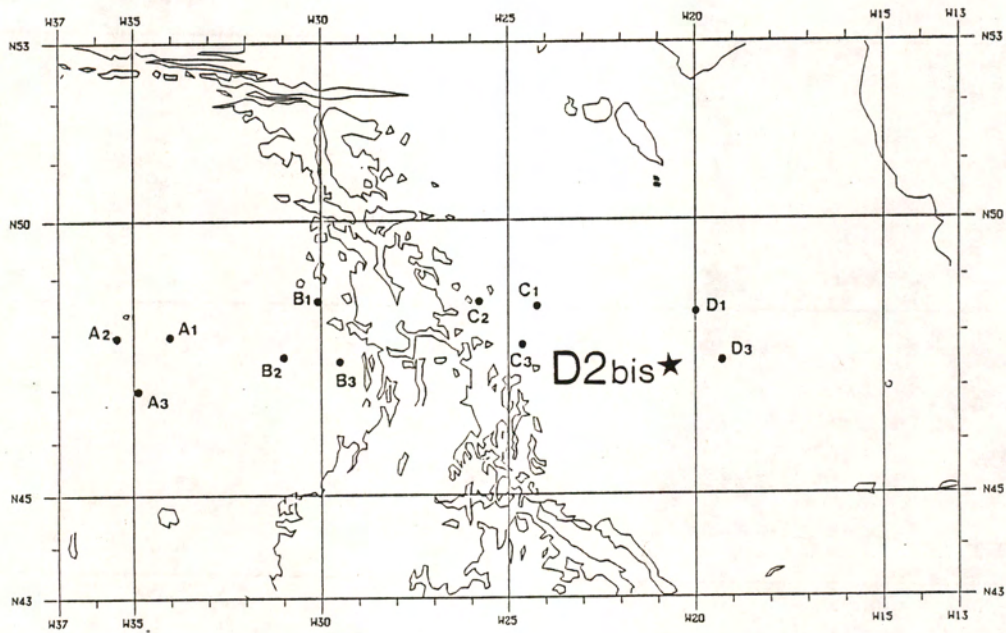 W37 W35 W30 W25 W20 W15 W13
N53 N53
N50 N50
B1 C2 C1 D1
A2 A1 B2 B3 C3 D2bis D3
A3
N45 N45
N43 N43
W37 W35 W30 W25 W20 W15 W13